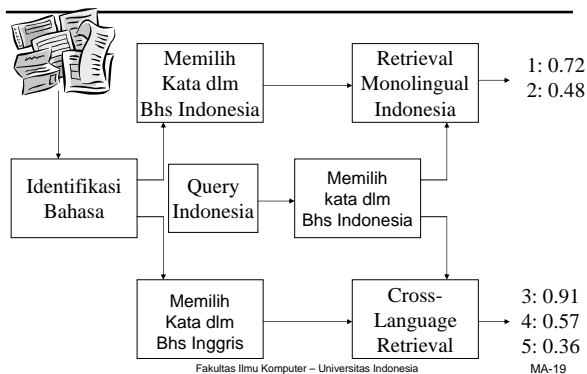 Memilih
Kata dlm
Bhs Indonesia
Retrieval
Monolingual
Indonesia
1: 0.72
2: 0.48
Identifikasi
Bahasa
Query
Indonesia
Memilih
kata dlm
Bhs Indonesia
Memilih
Kata dlm
Bhs Inggris
Cross-
Language
Retrieval
3: 0.91
4: 0.57
5: 0.36
Fakultas Ilmu Komputer – Universitas Indonesia
MA-19